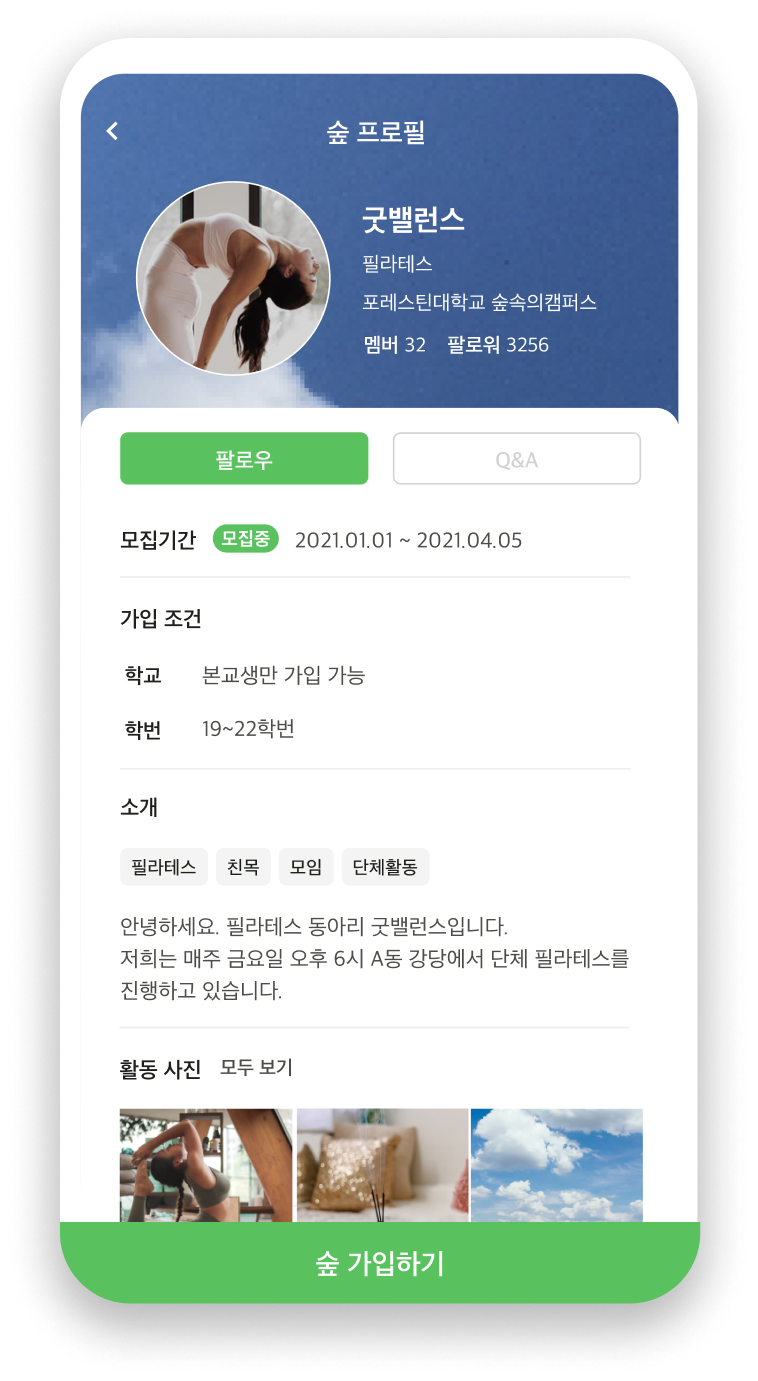 숲 프로필
굿밸런스
필라테스
포레스틴대학교 숲속의캠퍼스
멤버 32 팔로워 3256
팔로우 Q&A
모집기간 모집중 2021.01.01 ~ 2021.04.05
가입 조건
학교 본교생만 가입 가능
학번 19~22학번
소개
필라테스 친목 모임 단체활동
안녕하세요. 필라테스 동아리 굿밸런스입니다.
저희는 매주 금요일 오후 6시 A동 강당에서 단체 필라테스를
진행하고 있습니다.
활동 사진 모두 보기
숲 가입하기